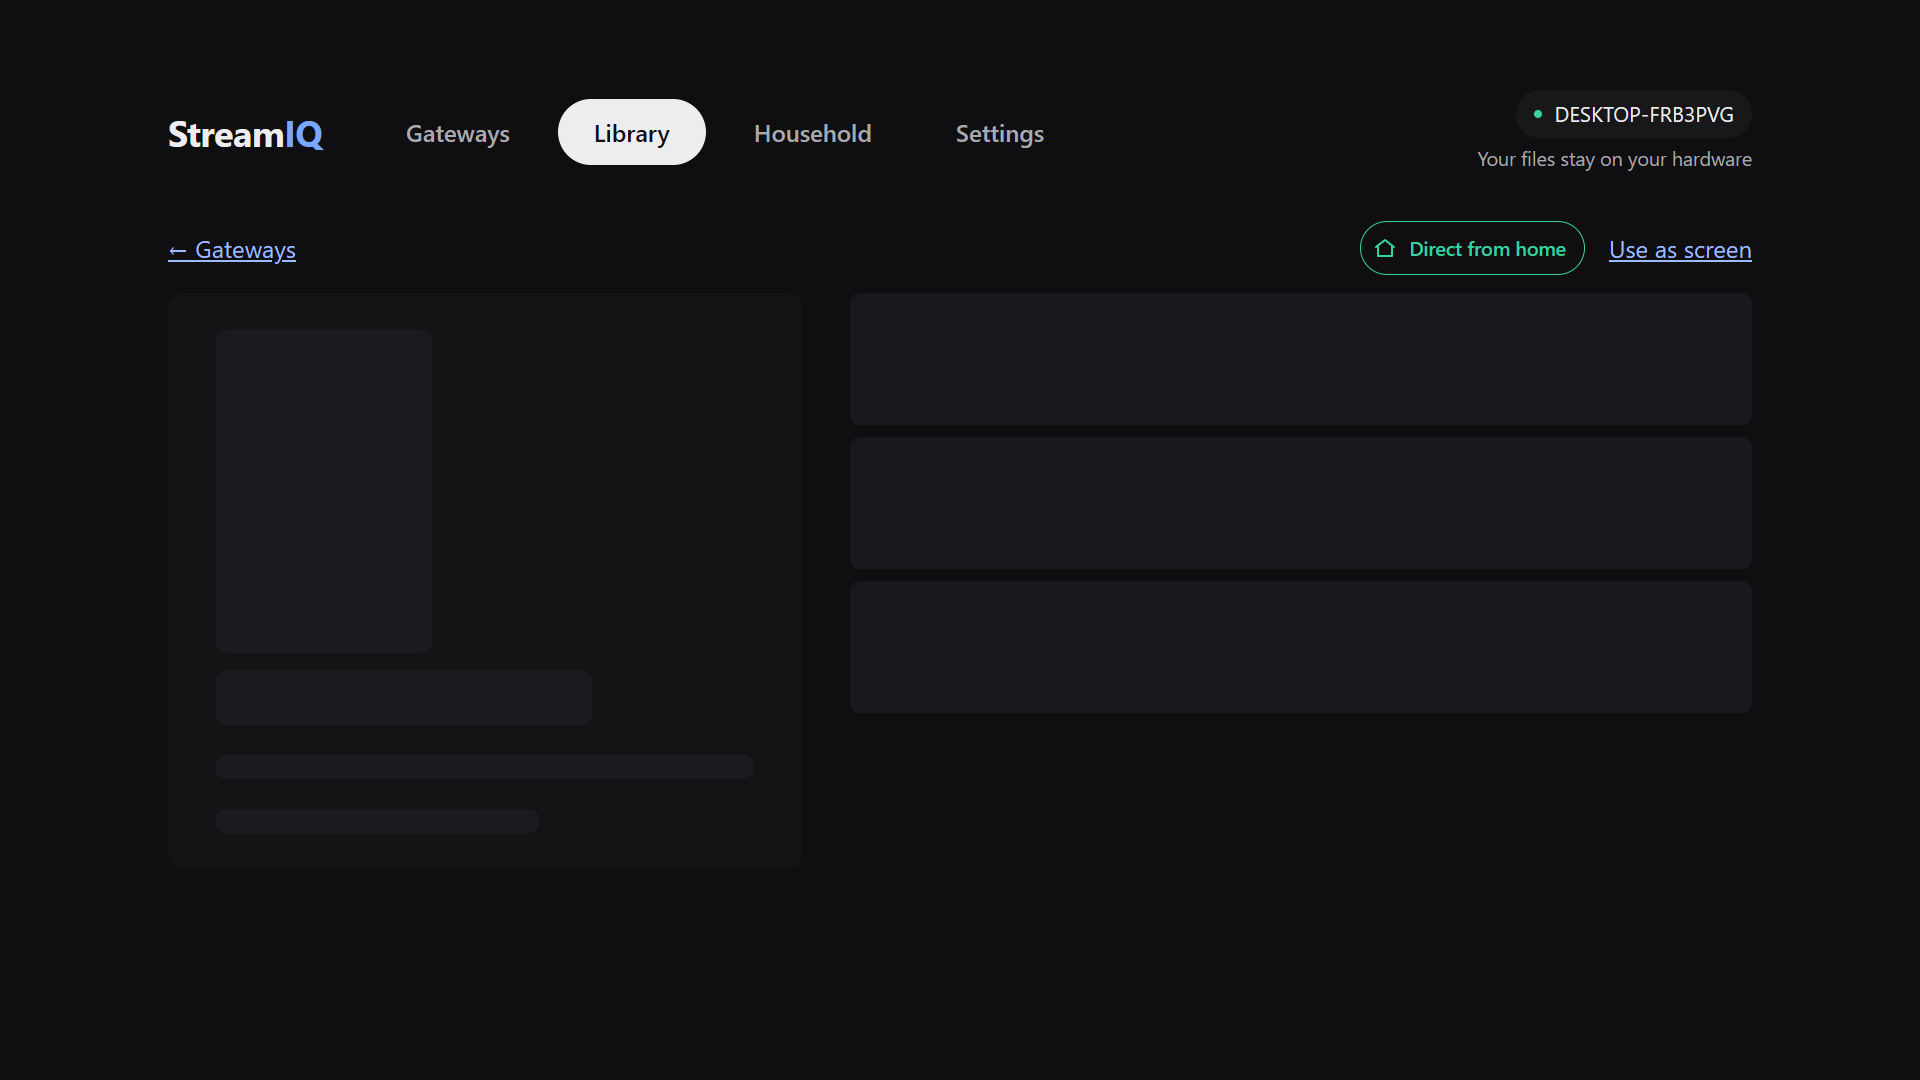 StreamIQ
Gateways
Library
Household
Settings
DESKTOP-FRB3PVG
Your files stay on your hardware
← Gateways
Direct from home
Use as screen